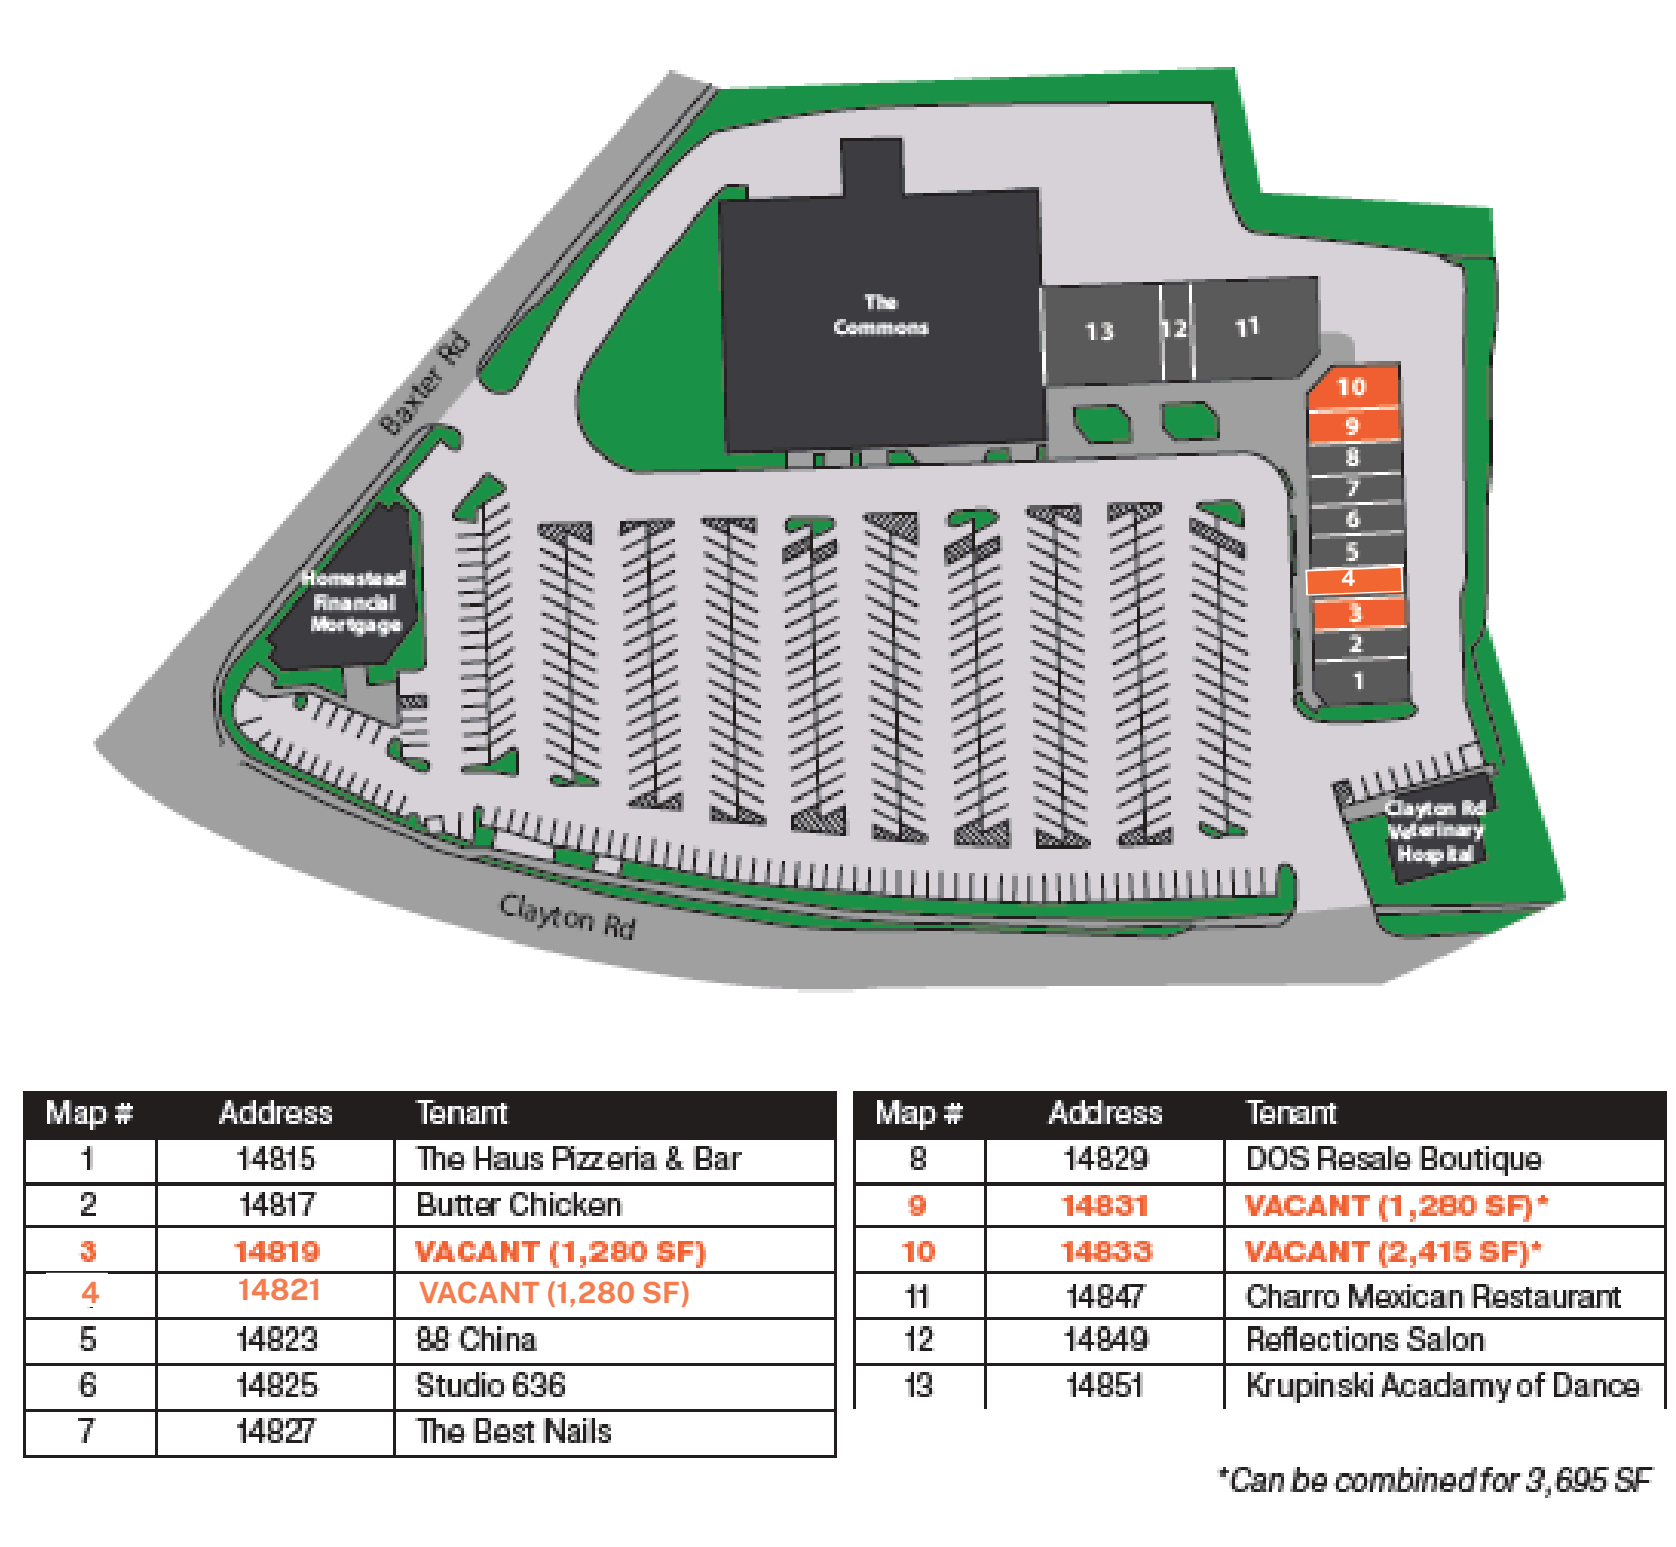 The
Commons
13
12
11
10
9
8
7
6
5
4
3
2
1
Baxter Rd
Homestead
Financial
Mortgage
Clayton Rd
Veterinary
Hospital
Clayton Rd
Map # Address Tenant
1 14815 The Haus Pizzeria & Bar
2 14817 Butter Chicken
3 14819 VACANT (1,280 SF)
4 14821 VACANT (1,280 SF)
5 14823 88 China
6 14825 Studio 636
7 14827 The Best Nails
Map # Address Tenant
8 14829 DOS Resale Boutique
9 14831 VACANT (1,280 SF)*
10 14833 VACANT (2,415 SF)*
11 14847 Charro Mexican Restaurant
12 14849 Reflections Salon
13 14851 Krupinski Acadamy of Dance
*Can be combined for 3,695 SF